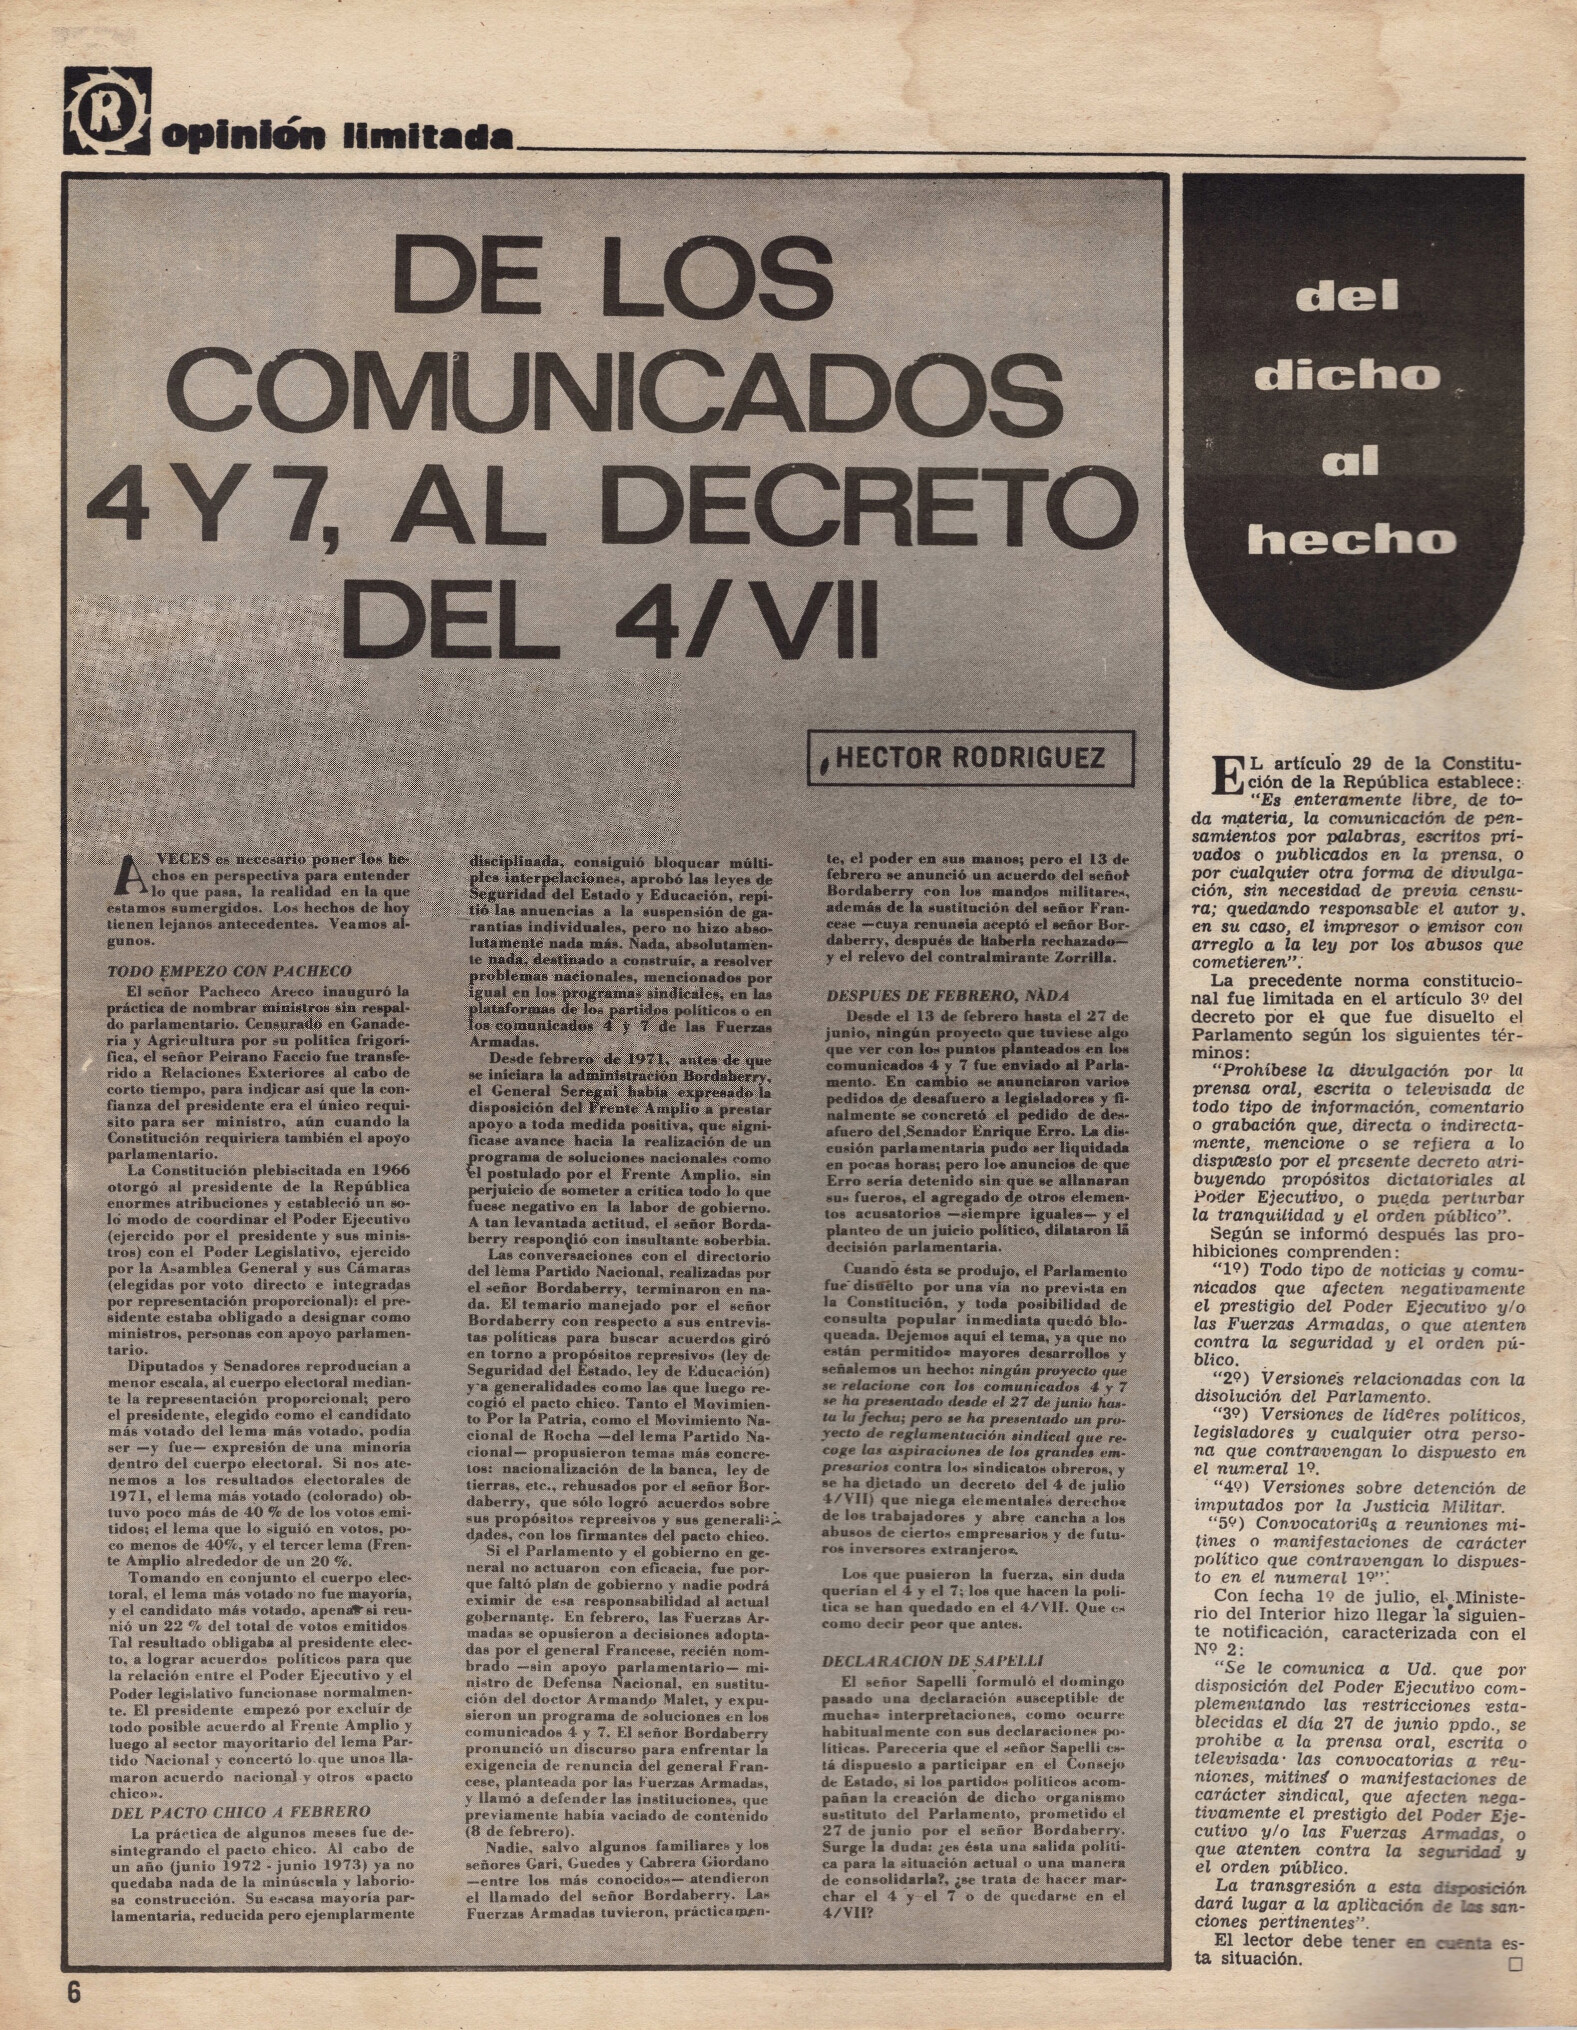 R opinión limitada
DE LOS
COMUNICADOS
4 Y 7, AL DECRETO
DEL 4/VII
HECTOR RODRIGUEZ
A VECES es necesario poner los he-
chos en perspectiva para entender
lo que pasa, la realidad en la que
estamos sumergidos. Los hechos de hoy
tienen lejanos antecedentes. Veamos al-
gunos.
TODO EMPEZO CON PACHECO
El señor Pacheco Areco inauguró la
práctica de nombrar ministros sin respal-
do parlamentario. Censurado en Ganade-
ría y Agricultura por su política frigorí-
fica, el señor Peirano Faccio fue transfe-
rido a Relaciones Exteriores al cabo de
corto tiempo, para indicar así que la con-
fianza del presidente era el único requi-
sito para ser ministro, aún cuando la
Constitución requiriera también el apoyo
parlamentario.
La Constitución plebiscitada en 1966
otorgó al presidente de la República
enormes atribuciones y estableció un so-
lo modo de coordinar el Poder Ejecutivo
(ejercido por el presidente y sus minis-
tros) con el Poder Legislativo, ejercido
por la Asamblea General y sus Cámaras
(elegidas por voto directo e integradas
por representación proporcional): el pre-
sidente estaba obligado a designar como
ministros, personas con apoyo parlamen-
tario.
Diputados y Senadores reproducían a
menor escala, al cuerpo electoral median-
te la representación proporcional; pero
el presidente, elegido como el candidato
más votado del lema más votado, podía
ser —y fue— expresión de una minoría
dentro del cuerpo electoral. Si nos ate-
nemos a los resultados electorales de
1971, el lema más votado (colorado) ob-
tuvo poco más de 40 % de los votos emi-
tidos; el lema que lo siguió en votos, po-
co menos de 40%, y el tercer lema (Fren-
te Amplio alrededor de un 20 %.
Tomando en conjunto el cuerpo elec-
toral, el lema más votado no fue mayoría,
y el candidato más votado, apenas si reu-
nió un 22 % del total de votos emitidos
Tal resultado obligaba al presidente elec-
to, a lograr acuerdos políticos para que
la relación entre el Poder Ejecutivo y el
Poder legislativo funcionase normalmen-
te. El presidente empezó por excluir de
todo posible acuerdo al Frente Amplio y
luego al sector mayoritario del lema Par-
tido Nacional y concertó lo que unos lla-
maron acuerdo nacional y otros «pacto
chico».
DEL PACTO CHICO A FEBRERO
La práctica de algunos meses fue de-
sintegrando el pacto chico. Al cabo de
un año (junio 1972 - junio 1973) ya no
quedaba nada de la minúscula y laborio-
sa construcción. Su escasa mayoría par-
lamentaria, reducida pero ejemplarmente
disciplinada, consiguió bloquear múlti-
ples interpelaciones, aprobó las leyes de
Seguridad del Estado y Educación, repi-
tió las anuencias a la suspensión de ga-
rantías individuales, pero no hizo abso-
lutamente nada más. Nada, absolutamen-
te nada, destinado a construir, a resolver
problemas nacionales, mencionados por
igual en los programas sindicales, en las
plataformas de los partidos políticos o en
los comunicados 4 y 7 de las Fuerzas
Armadas.
Desde febrero de 1971, antes de que
se iniciara la administración Bordaberry,
el General Seregni había expresado la
disposición del Frente Amplio a prestar
apoyo a toda medida positiva, que signi-
ficase avance hacia la realización de un
programa de soluciones nacionales como
el postulado por el Frente Amplio, sin
perjuicio de someter a crítica todo lo que
fuese negativo en la labor de gobierno.
A tan levantada actitud, el señor Borda-
berry respondió con insultante soberbia.
Las conversaciones con el directorio
del lema Partido Nacional, realizadas por
el señor Bordaberry, terminaron en na-
da. El temario manejado por el señor
Bordaberry con respecto a sus entrevis-
tas políticas para buscar acuerdos giró
en torno a propósitos represivos (ley de
Seguridad del Estado, ley de Educación)
y a generalidades como las que luego re-
cogió el pacto chico. Tanto el Movimien-
to Por la Patria, como el Movimiento Na-
cional de Rocha —del lema Partido Na-
cional— propusieron temas más concre-
tos: nacionalización de la banca, ley de
tierras, etc., rehusados por el señor Bor-
daberry, que sólo logró acuerdos sobre
sus propósitos represivos y sus generali-
dades, con los firmantes del pacto chico.
Si el Parlamento y el gobierno en ge-
neral no actuaron con eficacia, fue por-
que faltó plan de gobierno y nadie podrá
eximir de esa responsabilidad al actual
gobernante. En febrero, las Fuerzas Ar-
madas se opusieron a decisiones adopta-
das por el general Francese, recién nom-
brado —sin apoyo parlamentario— mi-
nistro de Defensa Nacional, en sustitu-
ción del doctor Armando Malet, y expu-
sieron un programa de soluciones en los
comunicados 4 y 7. El señor Bordaberry
pronunció un discurso para enfrentar la
exigencia de renuncia del general Fran-
cese, planteada por las Fuerzas Armadas,
y llamó a defender las instituciones, que
previamente había vaciado de contenido
(8 de febrero).
Nadie, salvo algunos familiares y los
señores Gari, Guedes y Cabrera Giordano
—entre los más conocidos— atendieron
el llamado del señor Bordaberry. Las
Fuerzas Armadas tuvieron, prácticamen-
te, el poder en sus manos; pero el 13 de
febrero se anunció un acuerdo del señor
Bordaberry con los mandos militares,
además de la sustitución del señor Fran-
cese —cuya renuncia aceptó el señor Bor-
daberry, después de haberla rechazado—
y el relevo del contralmirante Zorrilla.
DESPUES DE FEBRERO, NADA
Desde el 13 de febrero hasta el 27 de
junio, ningún proyecto que tuviese algo
que ver con los puntos planteados en los
comunicados 4 y 7 fue enviado al Parla-
mento. En cambio se anunciaron varios
pedidos de desafuero a legisladores y fi-
nalmente se concretó el pedido de des-
afuero del Senador Enrique Erro. La dis-
cusión parlamentaria pudo ser liquidada
en pocas horas; pero los anuncios de que
Erro sería detenido sin que se allanaran
sus fueros, el agregado de otros elemen-
tos acusatorios —siempre iguales— y el
planteo de un juicio político, dilataron la
decisión parlamentaria.
Cuando ésta se produjo, el Parlamento
fue disuelto por una vía no prevista en
la Constitución, y toda posibilidad de
consulta popular inmediata quedó blo-
queada. Dejemos aquí el tema, ya que no
están permitidos mayores desarrollos y
señalemos un hecho: ningún proyecto que
se relacione con los comunicados 4 y 7
se ha presentado desde el 27 de junio has-
ta la fecha; pero se ha presentado un pro-
yecto de reglamentación sindical que re-
coge las aspiraciones de los grandes em-
presarios contra los sindicatos obreros, y
se ha dictado un decreto del 4 de julio
4/VII) que niega elementales derechos
de los trabajadores y abre cancha a los
abusos de ciertos empresarios y de futu-
ros inversores extranjeros.
Los que pusieron la fuerza, sin duda
querían el 4 y el 7; los que hacen la polí-
tica se han quedado en el 4/VII. Que es
como decir peor que antes.
DECLARACION DE SAPELLI
El señor Sapelli formuló el domingo
pasado una declaración susceptible de
muchas interpretaciones, como ocurre
habitualmente con sus declaraciones po-
líticas. Parecería que el señor Sapelli es-
tá dispuesto a participar en el Consejo
de Estado, si los partidos políticos acom-
pañan la creación de dicho organismo
sustituto del Parlamento, prometido el
27 de junio por el señor Bordaberry.
Surge la duda: ¿es ésta una salida políti-
ca para la situación actual o una manera
de consolidarla?, ¿se trata de hacer mar-
char el 4 y el 7 o de quedarse en el
4/VII?
del
dicho
al
hecho
EL artículo 29 de la Constitu-
ción de la República establece:
"Es enteramente libre, de to-
da materia, la comunicación de pen-
samientos por palabras, escritos pri-
vados o publicados en la prensa, o
por cualquier otra forma de divulga-
ción, sin necesidad de previa censu-
ra; quedando responsable el autor y,
en su caso, el impresor o emisor con
arreglo a la ley por los abusos que
cometieren".
La precedente norma constitucio-
nal fue limitada en el artículo 3º del
decreto por el que fue disuelto el
Parlamento según los siguientes tér-
minos:
"Prohíbese la divulgación por la
prensa oral, escrita o televisada de
todo tipo de información, comentario
o grabación que, directa o indirecta-
mente, mencione o se refiera a lo
dispuesto por el presente decreto atri-
buyendo propósitos dictatoriales al
Poder Ejecutivo, o pueda perturbar
la tranquilidad y el orden público".
Según se informó después las pro-
hibiciones comprenden:
"1º) Todo tipo de noticias y comu-
nicados que afecten negativamente
el prestigio del Poder Ejecutivo y/o
las Fuerzas Armadas, o que atenten
contra la seguridad y el orden pú-
blico.
"2º) Versiones relacionadas con la
disolución del Parlamento.
"3º) Versiones de líderes políticos,
legisladores y cualquier otra perso-
na que contravengan lo dispuesto en
el numeral 1º.
"4º) Versiones sobre detención de
imputados por la Justicia Militar.
"5º) Convocatorias a reuniones mi-
tines o manifestaciones de carácter
político que contravengan lo dispues-
to en el numeral 1º".
Con fecha 1º de julio, el Ministe-
rio del Interior hizo llegar la siguien-
te notificación, caracterizada con el
Nº 2:
"Se le comunica a Ud. que por
disposición del Poder Ejecutivo com-
plementando las restricciones esta-
blecidas el día 27 de junio ppdo., se
prohibe a la prensa oral, escrita o
televisada las convocatorias a reu-
niones, mitines o manifestaciones de
carácter sindical, que afecten nega-
tivamente el prestigio del Poder Eje-
cutivo y/o las Fuerzas Armadas, o
que atenten contra la seguridad y
el orden público.
La transgresión a esta disposición
dará lugar a la aplicación de las san-
ciones pertinentes".
El lector debe tener en cuenta es-
ta situación.
6